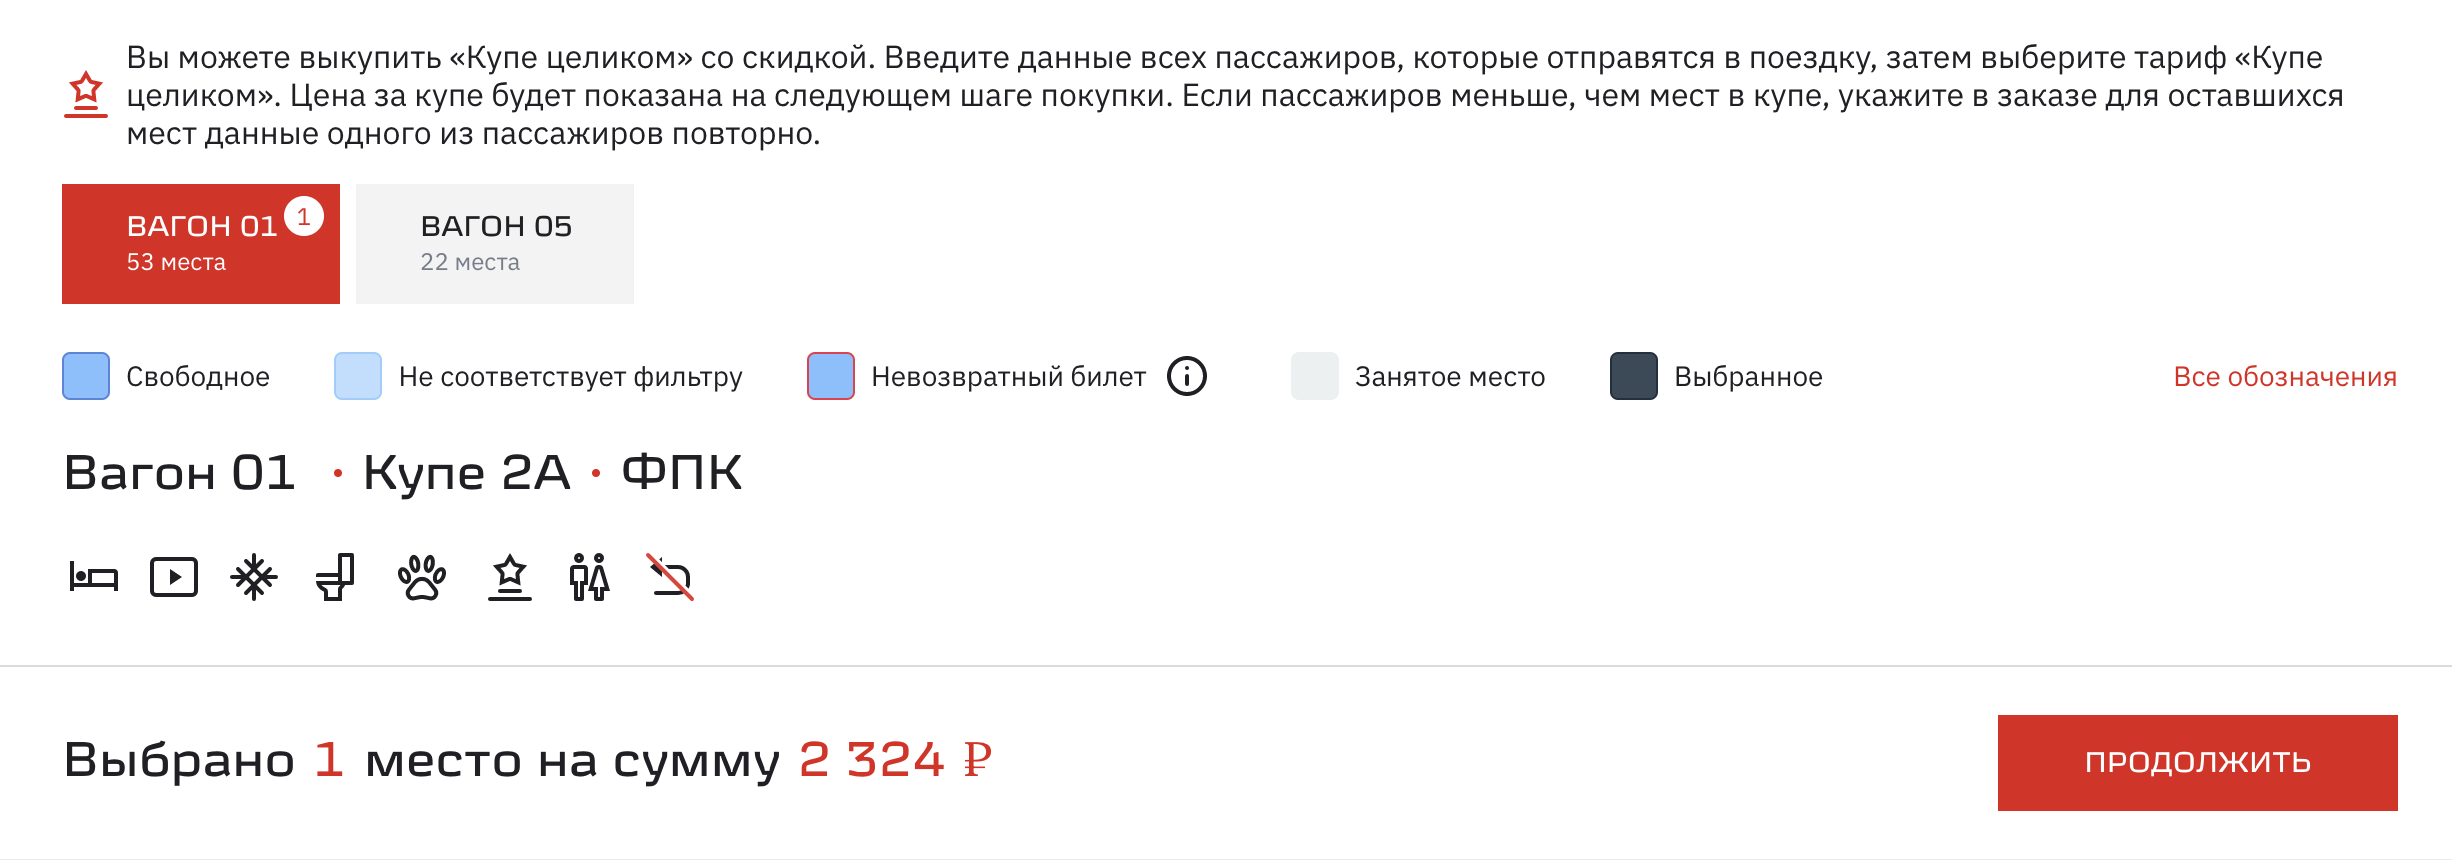 Вы можете выкупить «Купе целиком» со скидкой. Введите данные всех пассажиров, которые отправятся в поездку, затем выберите тариф «Купе
целиком». Цена за купе будет показана на следующем шаге покупки. Если пассажиров меньше, чем мест в купе, укажите в заказе для оставшихся
мест данные одного из пассажиров повторно.
ВАГОН 01 1
53 места
ВАГОН 05
22 места
Свободное
Не соответствует фильтру
Невозвратный билет
Занятое место
Выбранное
Все обозначения
Вагон 01 • Купе 2А • ФПК
Выбрано 1 место на сумму 2 324 ₽
ПРОДОЛЖИТЬ